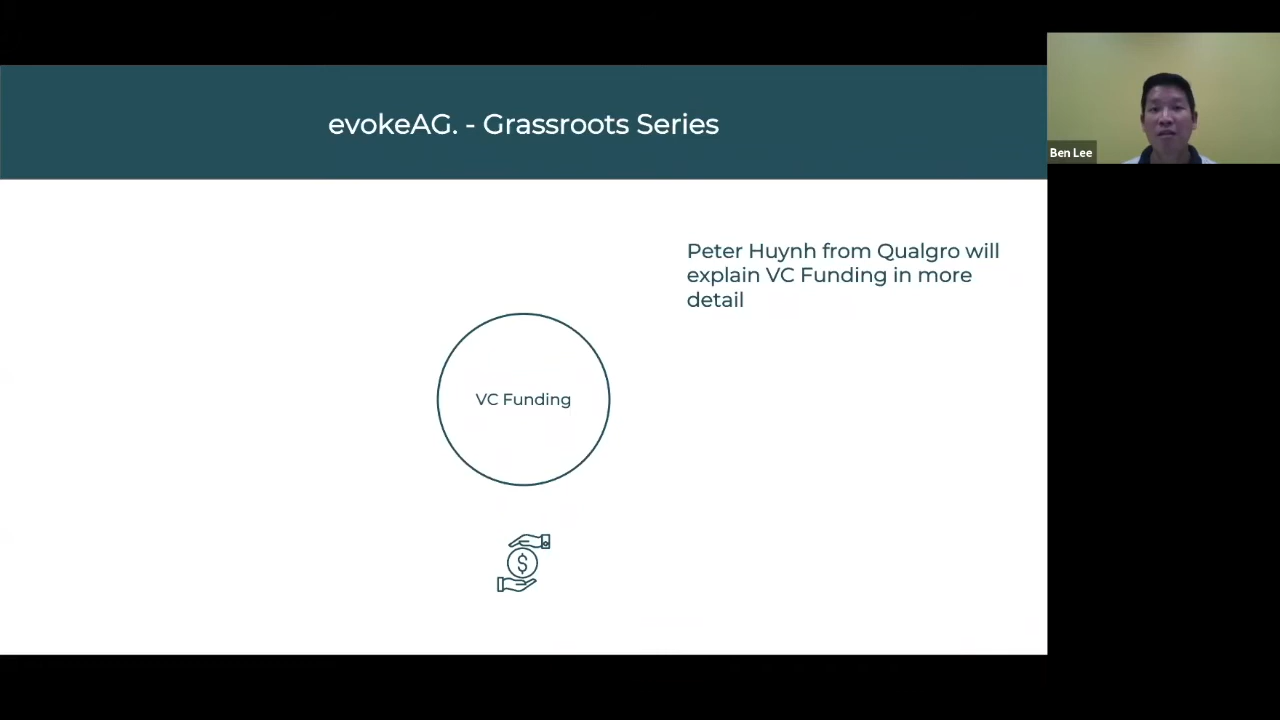 evokeAG. - Grassroots Series
Ben Lee
Peter Huynh from Qualgro will
explain VC Funding in more
detail
VC Funding
$